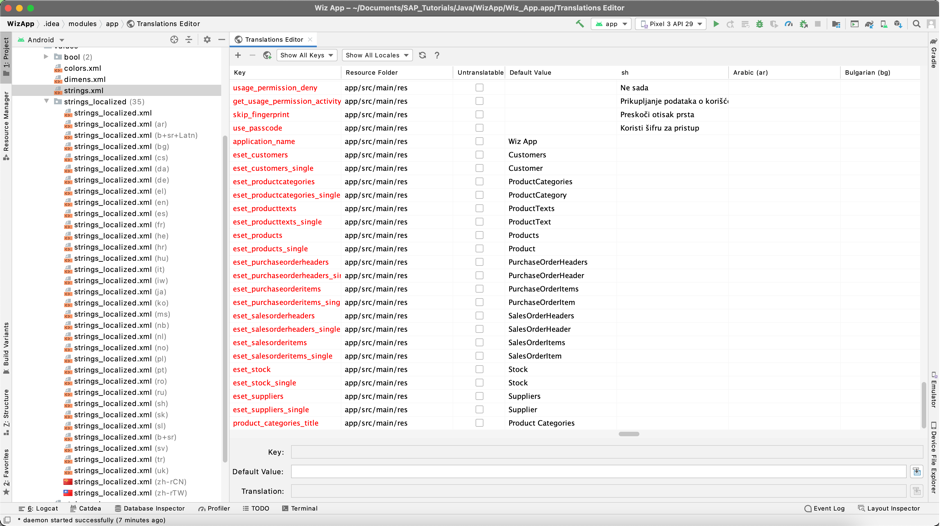 Wiz App – ~/Documents/SAP_Tutorials/Java/WizApp/Wiz_App.app/Translations Editor
WizApp .idea modules app Translations Editor
app Pixel 3 API 29
1: Project
Resource Manager
Build Variants
7: Structure
2: Favorites
Android
values
bool (2)
colors.xml
dimens.xml
strings.xml
strings_localized (35)
strings_localized.xml
strings_localized.xml (ar)
strings_localized.xml (b+sr+Latn)
strings_localized.xml (bg)
strings_localized.xml (cs)
strings_localized.xml (da)
strings_localized.xml (de)
strings_localized.xml (el)
strings_localized.xml (en)
strings_localized.xml (es)
strings_localized.xml (fr)
strings_localized.xml (he)
strings_localized.xml (hr)
strings_localized.xml (hu)
strings_localized.xml (it)
strings_localized.xml (iw)
strings_localized.xml (ja)
strings_localized.xml (ko)
strings_localized.xml (ms)
strings_localized.xml (nb)
strings_localized.xml (nl)
strings_localized.xml (no)
strings_localized.xml (pl)
strings_localized.xml (pt)
strings_localized.xml (ro)
strings_localized.xml (ru)
strings_localized.xml (sh)
strings_localized.xml (sk)
strings_localized.xml (sl)
strings_localized.xml (b+sr)
strings_localized.xml (sv)
strings_localized.xml (tr)
strings_localized.xml (uk)
strings_localized.xml (zh-rCN)
strings_localized.xml (zh-rTW)
Translations Editor
Show All Keys Show All Locales ?
Key Resource Folder Untranslatable Default Value sh Arabic (ar) Bulgarian (bg)
usage_permission_deny app/src/main/res Ne sada
get_usage_permission_activity app/src/main/res Prikupljanje podataka o korišće
skip_fingerprint app/src/main/res Preskoči otisak prsta
use_passcode app/src/main/res Koristi šifru za pristup
application_name app/src/main/res Wiz App
eset_customers app/src/main/res Customers
eset_customers_single app/src/main/res Customer
eset_productcategories app/src/main/res ProductCategories
eset_productcategories_single app/src/main/res ProductCategory
eset_producttexts app/src/main/res ProductTexts
eset_producttexts_single app/src/main/res ProductText
eset_products app/src/main/res Products
eset_products_single app/src/main/res Product
eset_purchaseorderheaders app/src/main/res PurchaseOrderHeaders
eset_purchaseorderheaders_sin app/src/main/res PurchaseOrderHeader
eset_purchaseorderitems app/src/main/res PurchaseOrderItems
eset_purchaseorderitems_sing app/src/main/res PurchaseOrderItem
eset_salesorderheaders app/src/main/res SalesOrderHeaders
eset_salesorderheaders_single app/src/main/res SalesOrderHeader
eset_salesorderitems app/src/main/res SalesOrderItems
eset_salesorderitems_single app/src/main/res SalesOrderItem
eset_stock app/src/main/res Stock
eset_stock_single app/src/main/res Stock
eset_suppliers app/src/main/res Suppliers
eset_suppliers_single app/src/main/res Supplier
product_categories_title app/src/main/res Product Categories
Key:
Default Value:
Translation:
Gradle
Emulator
Device File Explorer
6: Logcat Catdea Database Inspector Profiler TODO Terminal Event Log Layout Inspector
* daemon started successfully (7 minutes ago)